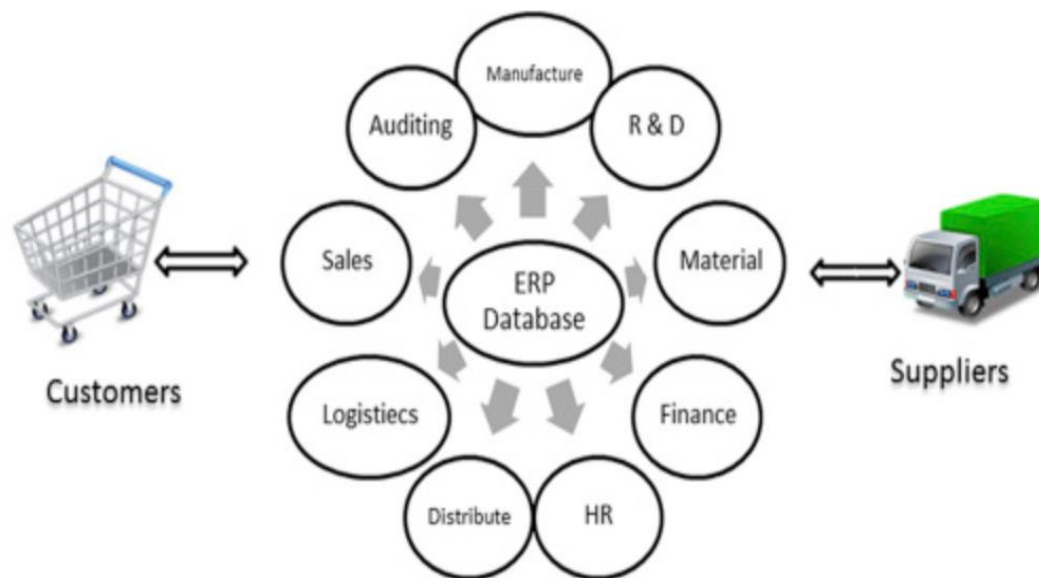 Manufacture
Auditing
R & D
Sales
ERP
Database
Material
Customers
Suppliers
Logistiecs
Finance
Distribute
HR